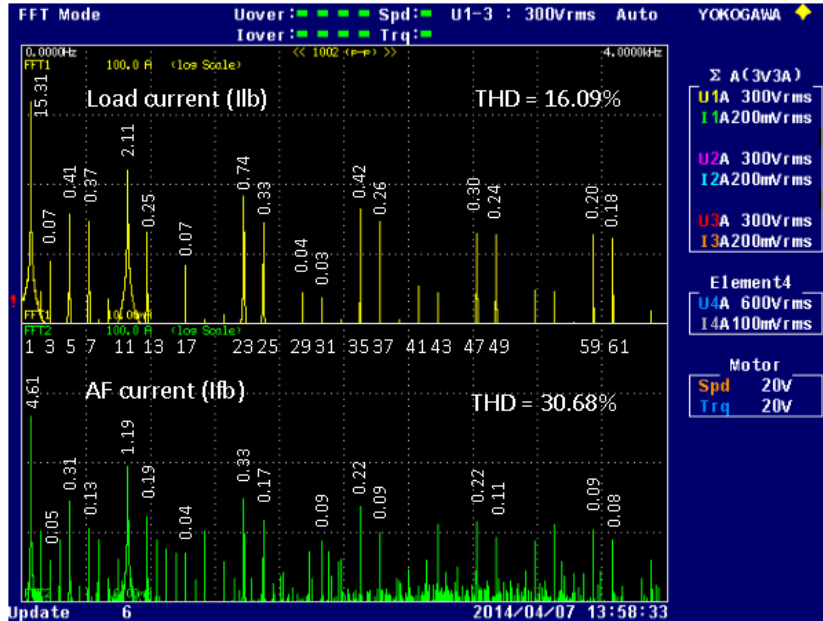 FFT Mode
Uover: Spd: U1-3 : 300Vrms Auto
YOKOGAWA
Iover: Trq:
0.0000Hz << 1002 (p-p) >> 4.0000kHz
FFT1 100.0 A (log Scale)
Load current (Ilb)
THD = 16.09%
15.31
0.07
0.41
0.37
2.11
0.25
0.07
0.74
0.33
0.04
0.03
0.42
0.26
0.30
0.24
0.20
0.18
FFT1
FFT2 100.0 A (log Scale)
1 3 5 7 11 13 17 23 25 29 31 35 37 41 43 47 49 59 61
AF current (Ifb)
THD = 30.68%
4.61
0.05
0.31
0.13
1.19
0.19
0.04
0.33
0.17
0.09
0.22
0.09
0.22
0.11
0.09
0.08
Update 6
2014/04/07 13:58:33
Σ A(3V3A)
U1A 300Vrms
I1A200mVrms
U2A 300Vrms
I2A200mVrms
U3A 300Vrms
I3A200mVrms
Element4
U4A 600Vrms
I4A100mVrms
Motor
Spd 20V
Trq 20V